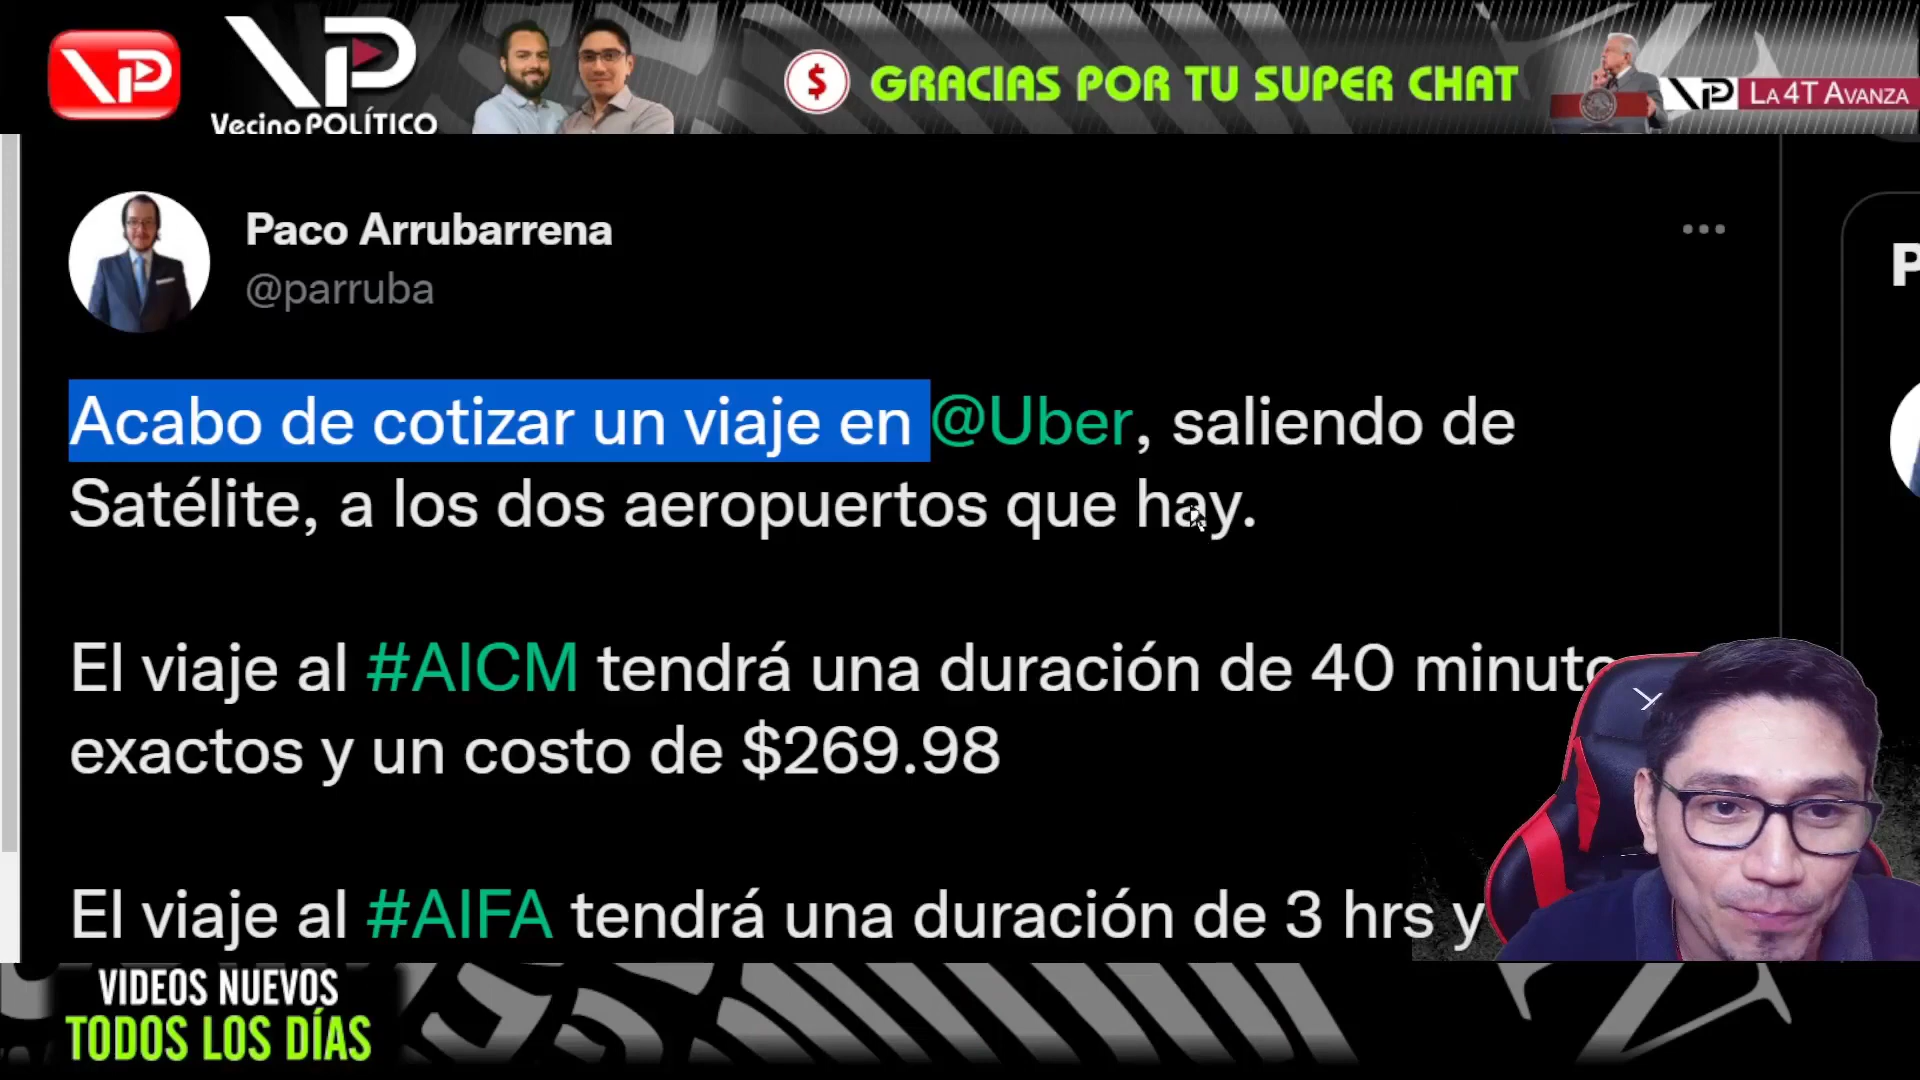 VP
VP
Vecino POLÍTICO
$ GRACIAS POR TU SUPER CHAT
VP LA 4T AVANZA
Paco Arrubarrena
@parruba
Acabo de cotizar un viaje en @Uber, saliendo de
Satélite, a los dos aeropuertos que hay.
El viaje al #AICM tendrá una duración de 40
exactos y un costo de $269.98
El viaje al #AIFA tendrá una duración de 3 hrs y
P
VIDEOS NUEVOS
TODOS LOS DÍAS